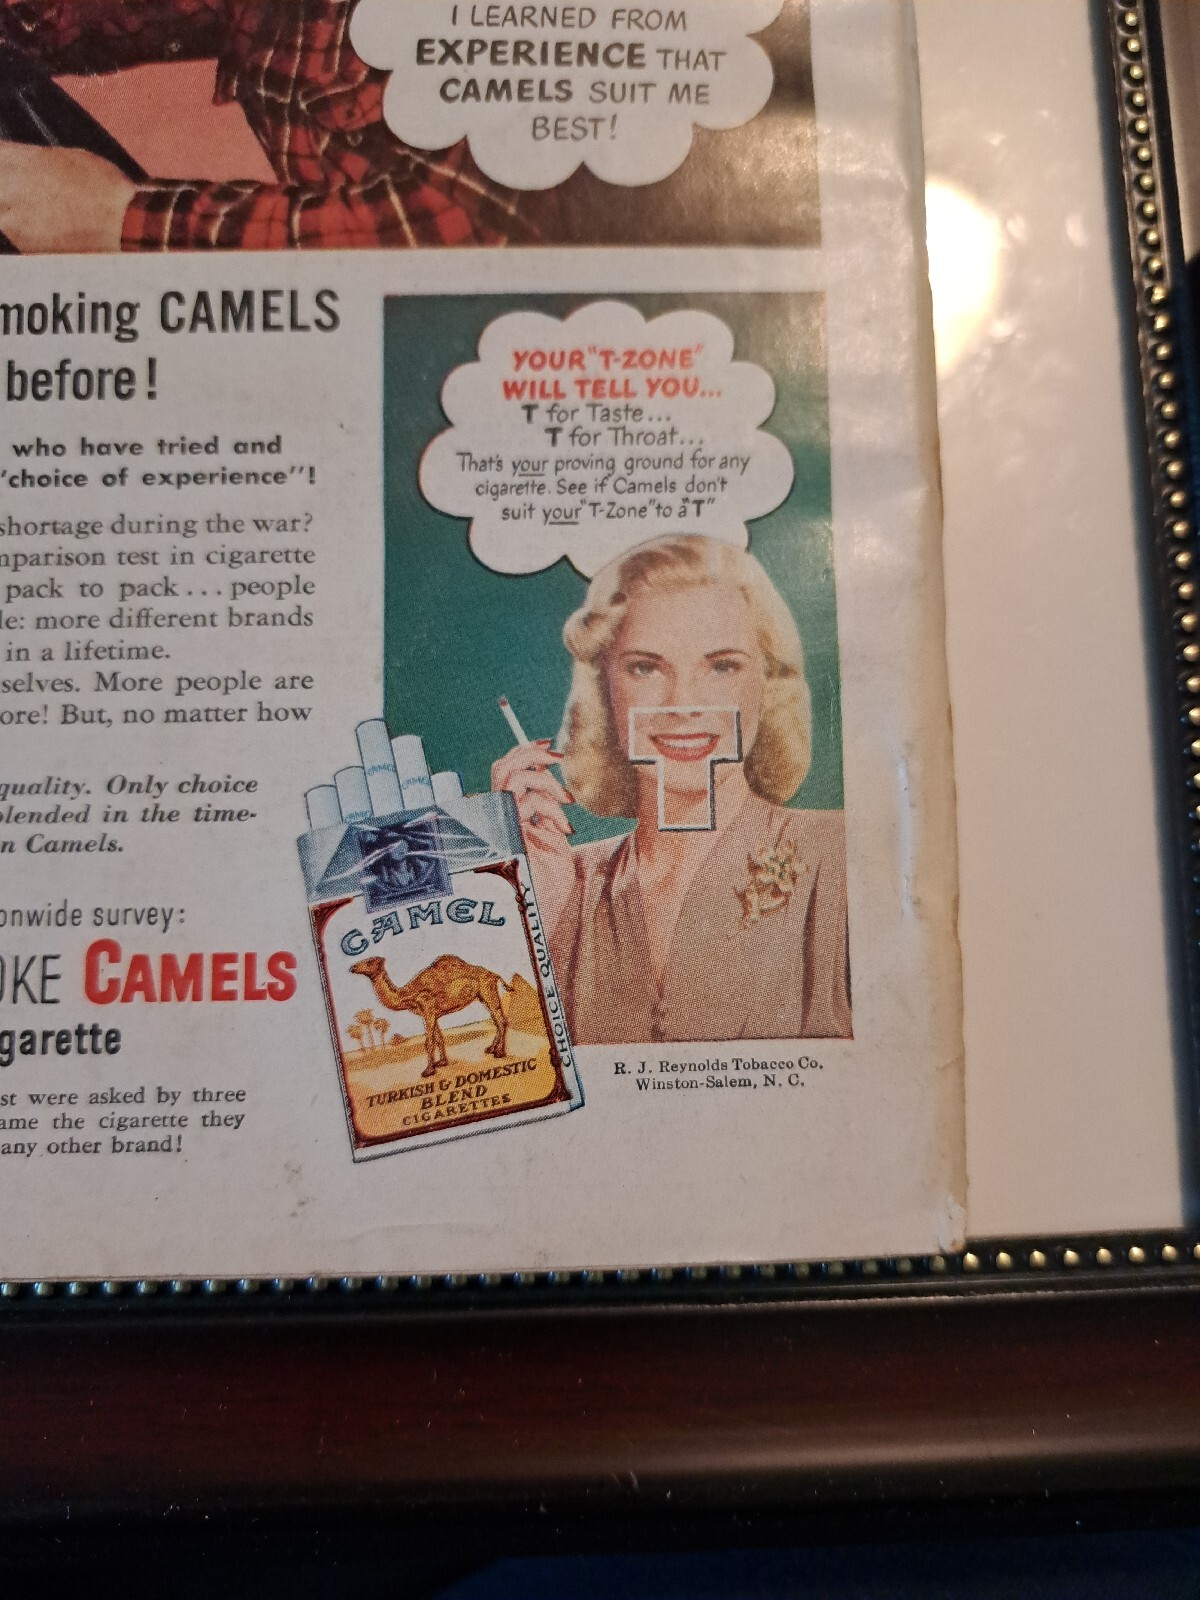 I LEARNED FROM
EXPERIENCE THAT
CAMELS SUIT ME
BEST!
moking CAMELS
before!
who have tried and
"choice of experience"!
shortage during the war?
mparison test in cigarette
pack to pack... people
le: more different brands
in a lifetime.
selves. More people are
ore! But, no matter how
quality. Only choice
lended in the time-
n Camels.
onwide survey:
OKE CAMELS
garette
st were asked by three
ame the cigarette they
any other brand!
YOUR "T-ZONE"
WILL TELL YOU...
T for Taste...
T for Throat...
That's your proving ground for any
cigarette. See if Camels don't
suit your "T-Zone" to a "T"
T
CAMEL
CAMEL
CAMEL
CHOICE QUALITY
TURKISH & DOMESTIC
BLEND
CIGARETTES
R. J. Reynolds Tobacco Co.
Winston-Salem, N. C.